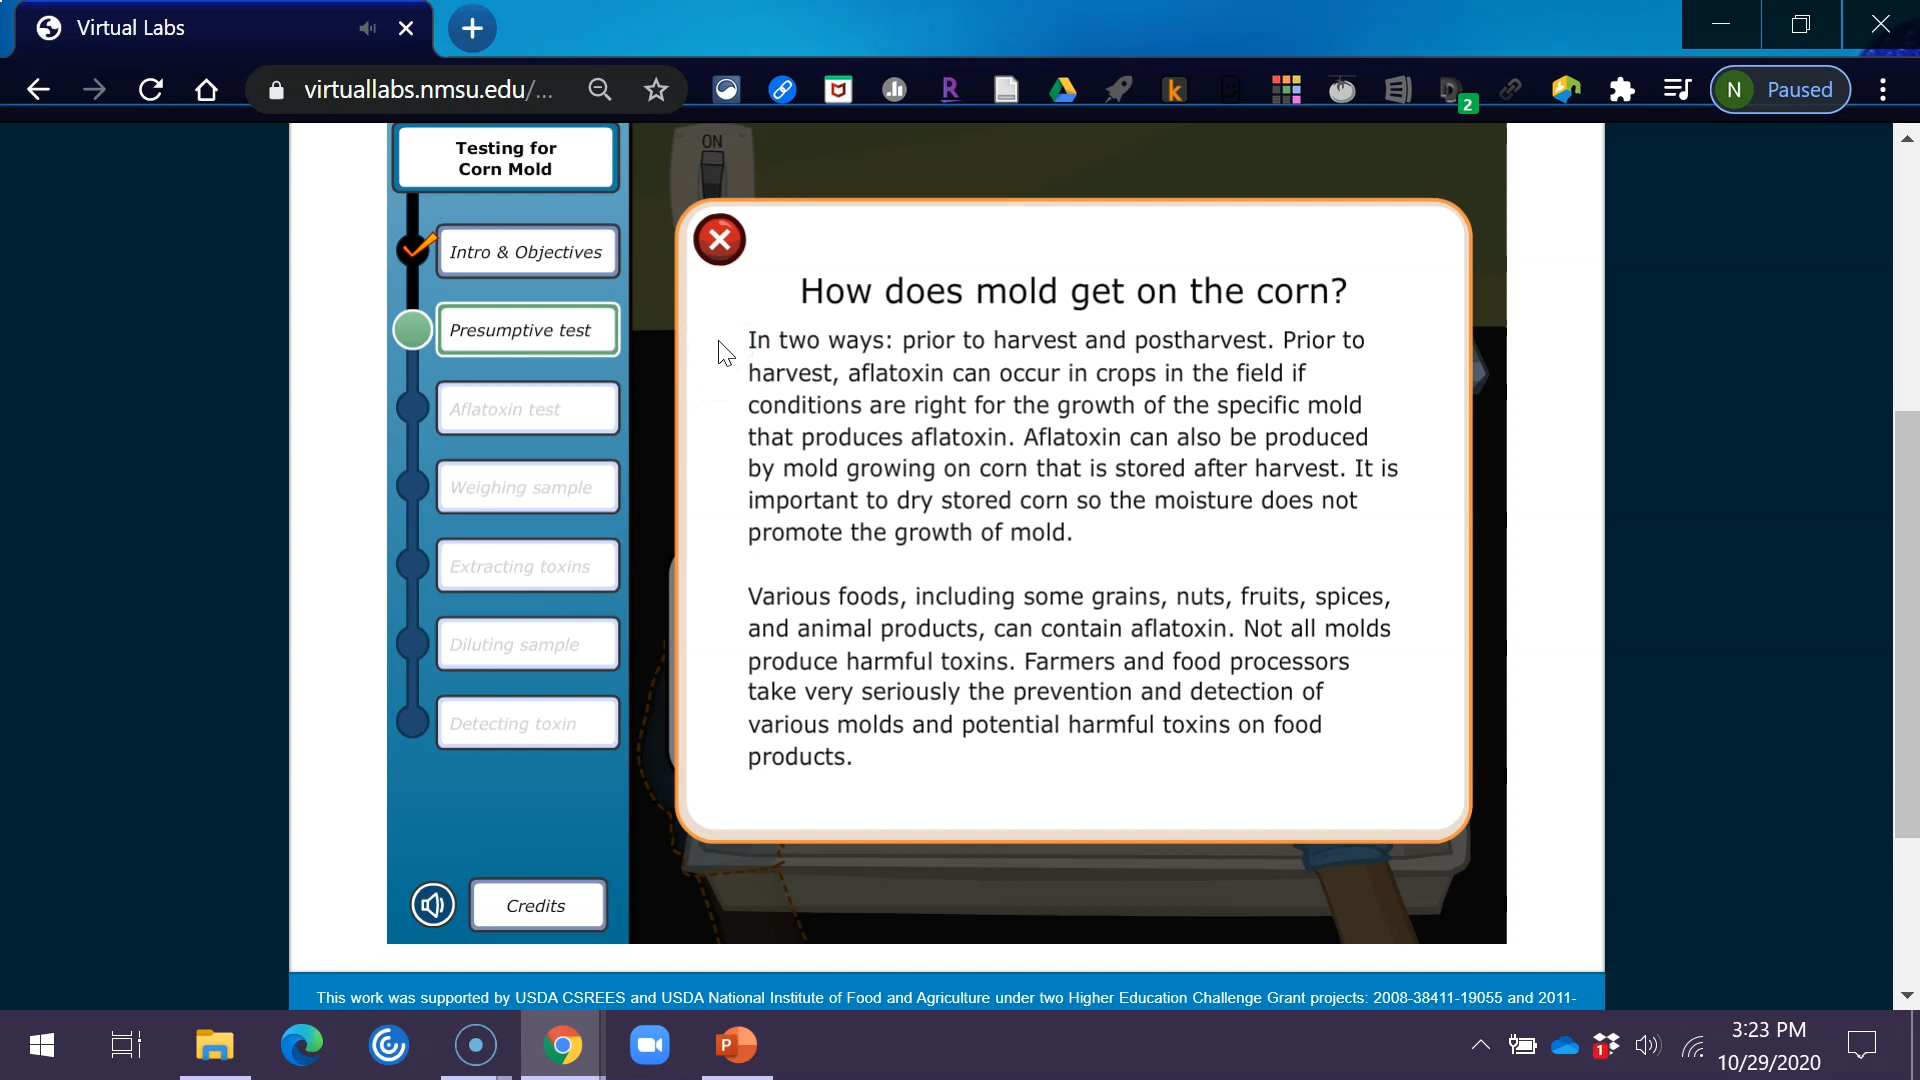 Virtual Labs
virtuallabs.nmsu.edu/...
2
N Paused
Testing for
Corn Mold
Intro & Objectives
Presumptive test
Aflatoxin test
Weighing sample
Extracting toxins
Diluting sample
Detecting toxin
Credits
ON
How does mold get on the corn?
In two ways: prior to harvest and postharvest. Prior to
harvest, aflatoxin can occur in crops in the field if
conditions are right for the growth of the specific mold
that produces aflatoxin. Aflatoxin can also be produced
by mold growing on corn that is stored after harvest. It is
important to dry stored corn so the moisture does not
promote the growth of mold.
Various foods, including some grains, nuts, fruits, spices,
and animal products, can contain aflatoxin. Not all molds
produce harmful toxins. Farmers and food processors
take very seriously the prevention and detection of
various molds and potential harmful toxins on food
products.
This work was supported by USDA CSREES and USDA National Institute of Food and Agriculture under two Higher Education Challenge Grant projects: 2008-38411-19055 and 2011-
1
3:23 PM
10/29/2020